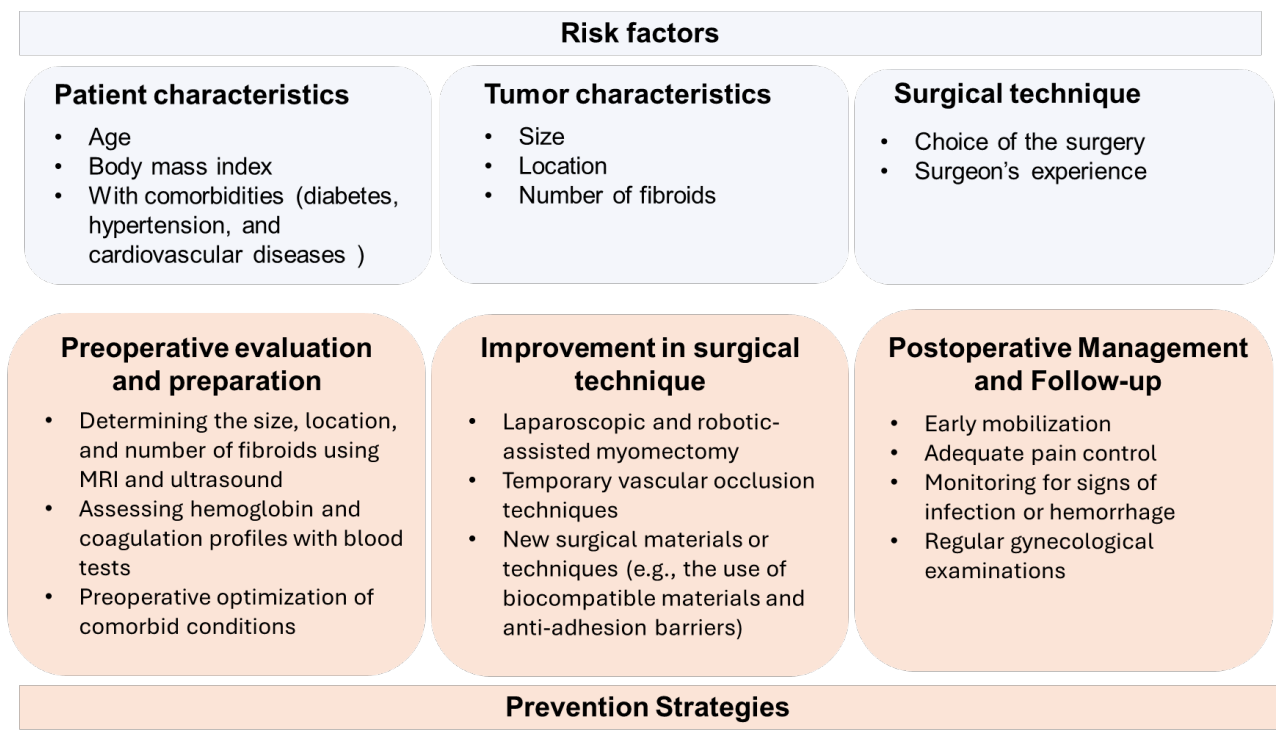 Risk factors
Patient characteristics
• Age
• Body mass index
• With comorbidities (diabetes,
hypertension, and
cardiovascular diseases )
Tumor characteristics
• Size
• Location
• Number of fibroids
Surgical technique
• Choice of the surgery
• Surgeon’s experience
Preoperative evaluation
and preparation
• Determining the size, location,
and number of fibroids using
MRI and ultrasound
• Assessing hemoglobin and
coagulation profiles with blood
tests
• Preoperative optimization of
comorbid conditions
Improvement in surgical
technique
• Laparoscopic and robotic-
assisted myomectomy
• Temporary vascular occlusion
techniques
• New surgical materials or
techniques (e.g., the use of
biocompatible materials and
anti-adhesion barriers)
Postoperative Management
and Follow-up
• Early mobilization
• Adequate pain control
• Monitoring for signs of
infection or hemorrhage
• Regular gynecological
examinations
Prevention Strategies